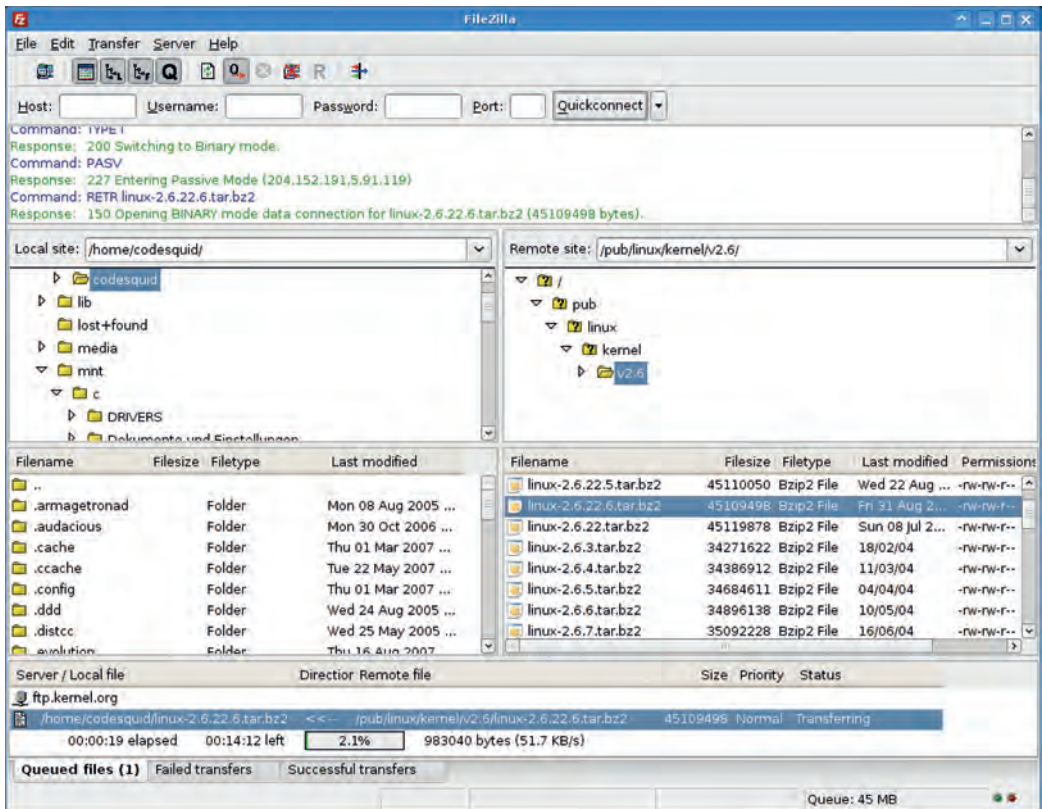 FileZilla
File Edit Transfer Server Help
Host: Username: Password: Port: Quickconnect
Command: TYPE I
Response: 200 Switching to Binary mode.
Command: PASV
Response: 227 Entering Passive Mode (204,152,191,5,91,119)
Command: RETR linux-2.6.22.6.tar.bz2
Response: 150 Opening BINARY mode data connection for linux-2.6.22.6.tar.bz2 (45109498 bytes).
Local site: /home/codesquid/
codesquid
lib
lost+found
media
mnt
c
DRIVERS
Dokumente und Einstellungen
Remote site: /pub/linux/kernel/v2.6/
/
pub
linux
kernel
v2.6
Filename Filesize Filetype Last modified
..
.armagetronad Folder Mon 08 Aug 2005 ...
.audacious Folder Mon 30 Oct 2006 ...
.cache Folder Thu 01 Mar 2007 ...
.ccache Folder Tue 22 May 2007 ...
.config Folder Thu 01 Mar 2007 ...
.ddd Folder Wed 24 Aug 2005 ...
.distcc Folder Wed 25 May 2005 ...
.evolution Folder Thu 16 Aug 2007
Filename Filesize Filetype Last modified Permissions
linux-2.6.22.5.tar.bz2 45110050 Bzip2 File Wed 22 Aug ... -rw-rw-r--
linux-2.6.22.6.tar.bz2 45109498 Bzip2 File Fri 31 Aug 2... -rw-rw-r--
linux-2.6.22.tar.bz2 45119878 Bzip2 File Sun 08 Jul 2... -rw-rw-r--
linux-2.6.3.tar.bz2 34271622 Bzip2 File 18/02/04 -rw-rw-r--
linux-2.6.4.tar.bz2 34386912 Bzip2 File 11/03/04 -rw-rw-r--
linux-2.6.5.tar.bz2 34684611 Bzip2 File 04/04/04 -rw-rw-r--
linux-2.6.6.tar.bz2 34896138 Bzip2 File 10/05/04 -rw-rw-r--
linux-2.6.7.tar.bz2 35092228 Bzip2 File 16/06/04 -rw-rw-r--
Server / Local file Direction Remote file Size Priority Status
ftp.kernel.org
/home/codesquid/linux-2.6.22.6.tar.bz2 <<-- /pub/linux/kernel/v2.6/linux-2.6.22.6.tar.bz2 45109498 Normal Transferring
00:00:19 elapsed 00:14:12 left 2.1% 983040 bytes (51.7 KB/s)
Queued files (1) Failed transfers Successful transfers
Queue: 45 MB